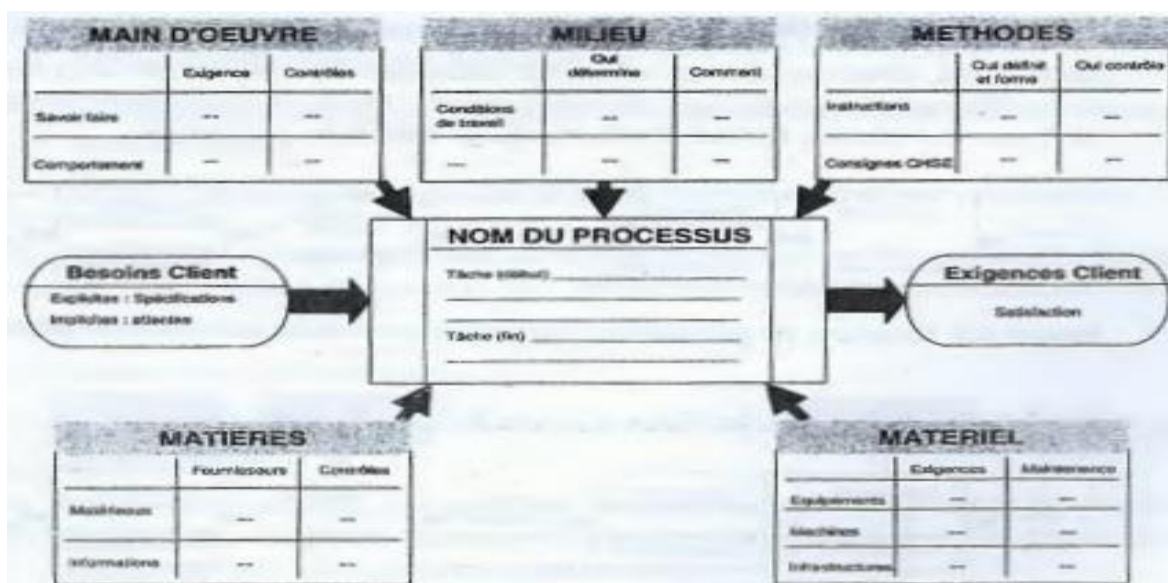 MAIN D'OEUVRE
Exigence Contrôles
Savoir faire -- --
Comportement -- --
MILIEU
Qui
détermine Comment
Conditions
de travail -- --
--- -- --
METHODES
Qui définit
et forme Qui contrôle
Instructions -- --
Consignes QHSE -- --
Besoins Client
Explicites : Spécifications
Implicites : attentes
NOM DU PROCESSUS
Tâche (début)
Tâche (fin)
Exigences Client
Satisfaction
MATIERES
Fournisseurs Contrôles
Matériaux -- --
Informations -- --
MATERIEL
Exigences Maintenance
Equipements -- --
Machines -- --
Infrastructures -- --